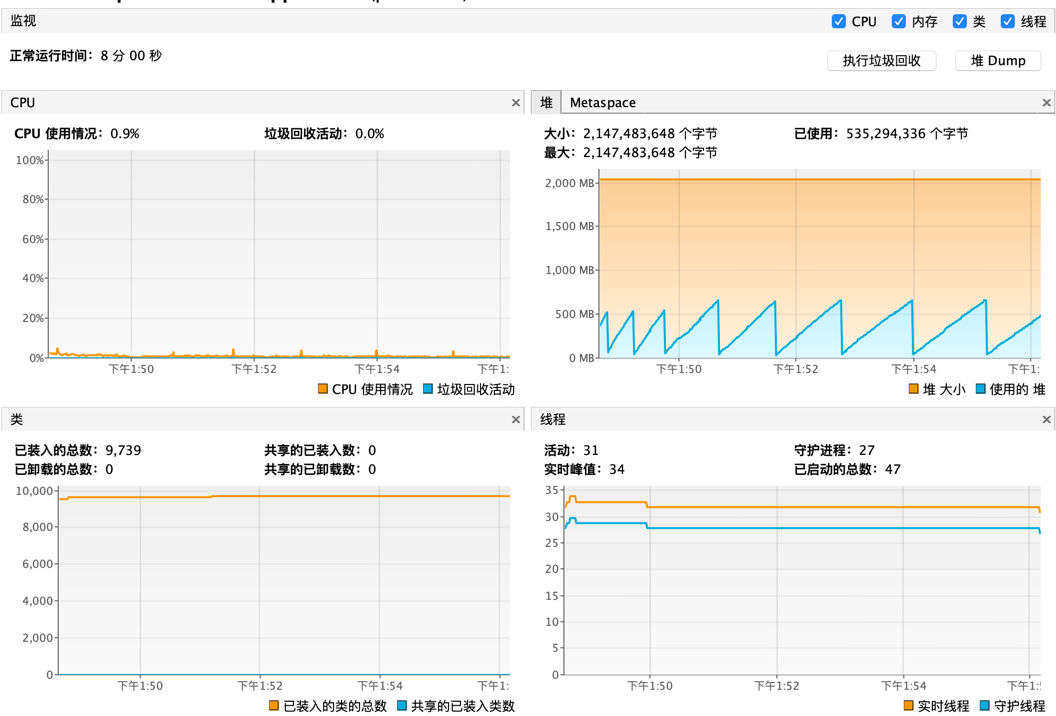 监视
CPU 内存 类 线程
正常运行时间: 8 分 00 秒
执行垃圾回收 堆 Dump
CPU ×
CPU 使用情况: 0.9% 垃圾回收活动: 0.0%
100%
80%
60%
40%
20%
0%
下午1:50 下午1:52 下午1:54 下午1:
CPU 使用情况 垃圾回收活动
堆 Metaspace ×
大小: 2,147,483,648 个字节 已使用: 535,294,336 个字节
最大: 2,147,483,648 个字节
2,000 MB
1,500 MB
1,000 MB
500 MB
0 MB
下午1:50 下午1:52 下午1:54 下午1:
堆 大小 使用的 堆
类 ×
已装入的总数: 9,739 共享的已装入数: 0
已卸载的总数: 0 共享的已卸载数: 0
10,000
8,000
6,000
4,000
2,000
0
下午1:50 下午1:52 下午1:54 下午1:
已装入的类的总数 共享的已装入类数
线程 ×
活动: 31 守护进程: 27
实时峰值: 34 已启动的总数: 47
35
30
25
20
15
10
5
0
下午1:50 下午1:52 下午1:54 下午1:5
实时线程 守护线程